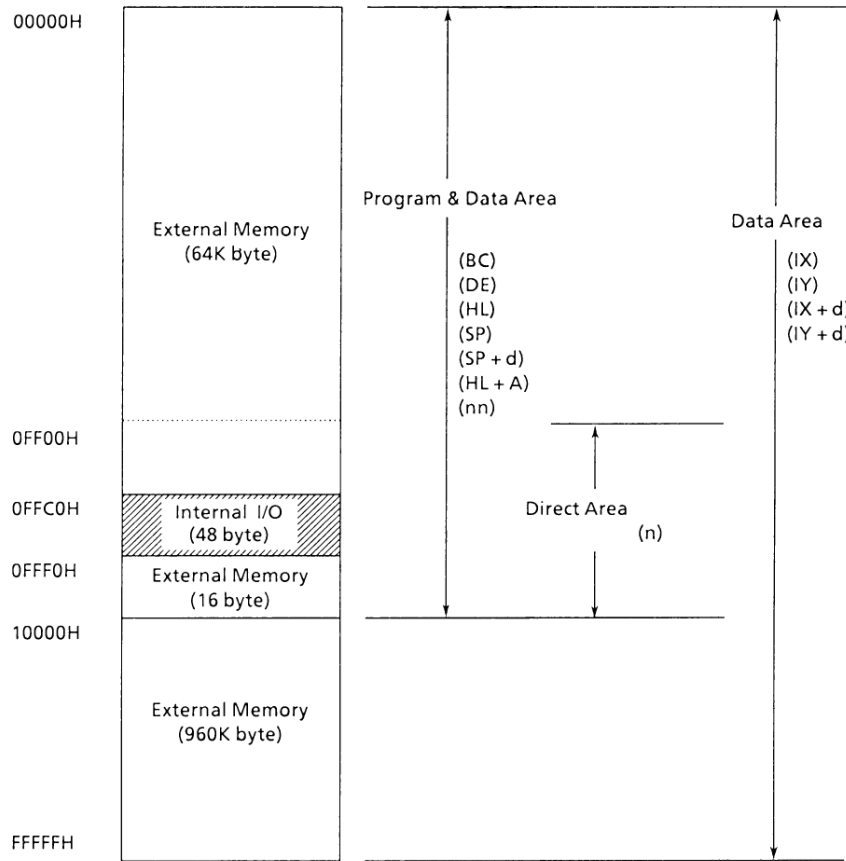 00000H
External Memory
(64K byte)
0FF00H
0FFC0H
Internal I/O
(48 byte)
0FFF0H
External Memory
(16 byte)
10000H
External Memory
(960K byte)
FFFFFH
Program & Data Area
(BC)
(DE)
(HL)
(SP)
(SP + d)
(HL + A)
(nn)
Direct Area
(n)
Data Area
(IX)
(IY)
(IX + d)
(IY + d)